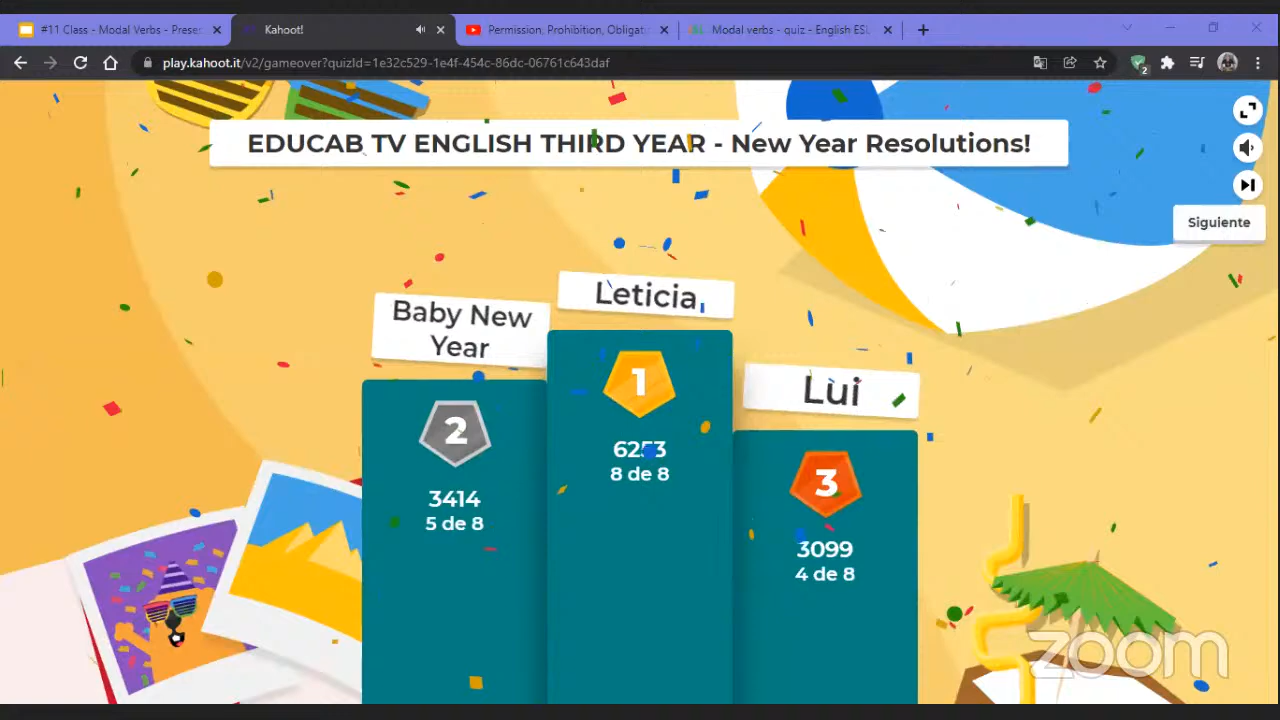 #11 Class - Modal Verbs - Prese
Kahoot!
Permission, Prohibition, Obligat
Modal verbs - quiz - English ESL
play.kahoot.it/v2/gameover?quizId=1e32c529-1e4f-454c-86dc-06761c643daf
2
EDUCAB TV ENGLISH THIRD YEAR - New Year Resolutions!
Siguiente
Leticia
Baby New
Year
Lui
1
6253
8 de 8
2
3414
5 de 8
3
3099
4 de 8
zoom